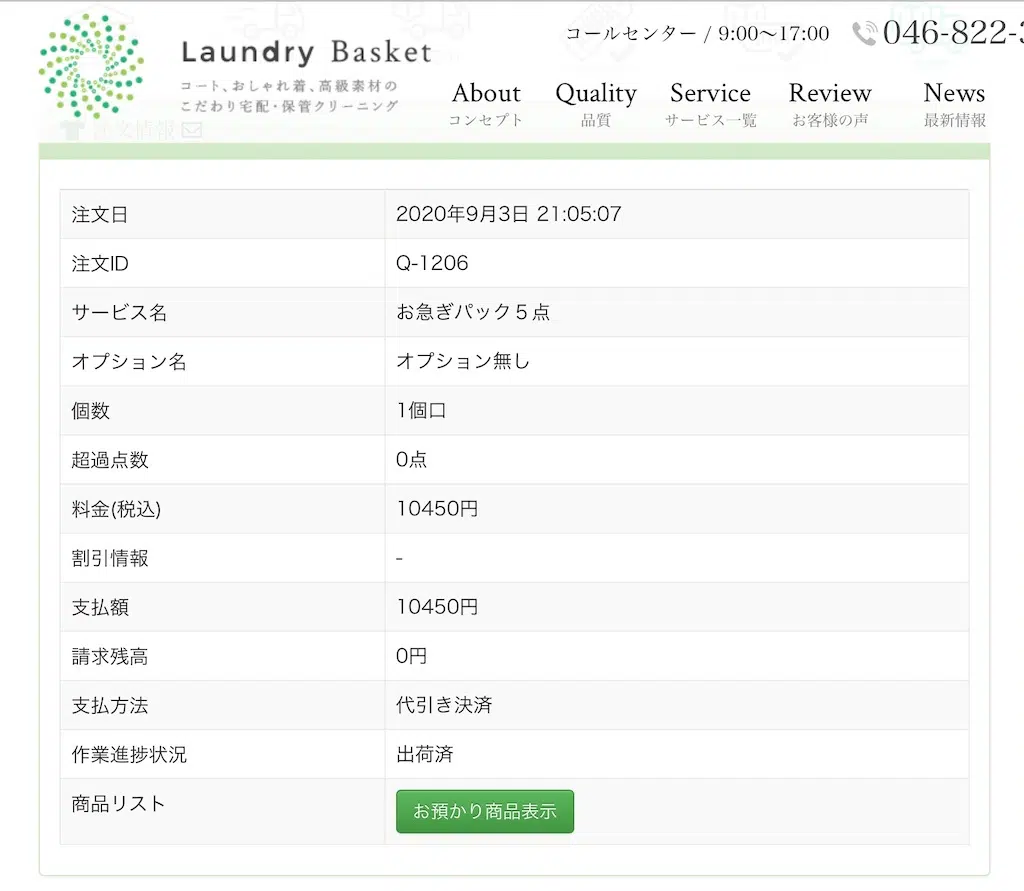 コールセンター / 9:00〜17:00 046-822-
Laundry Basket
コート、おしゃれ着、高級素材の
こだわり宅配・保管クリーニング
About Quality Service Review News
コンセプト 品質 サービス一覧 お客様の声 最新情報
注文情報
注文日 2020年9月3日 21:05:07
注文ID Q-1206
サービス名 お急ぎパック５点
オプション名 オプション無し
個数 1個口
超過点数 0点
料金(税込) 10450円
割引情報 -
支払額 10450円
請求残高 0円
支払方法 代引き決済
作業進捗状況 出荷済
商品リスト お預かり商品表示